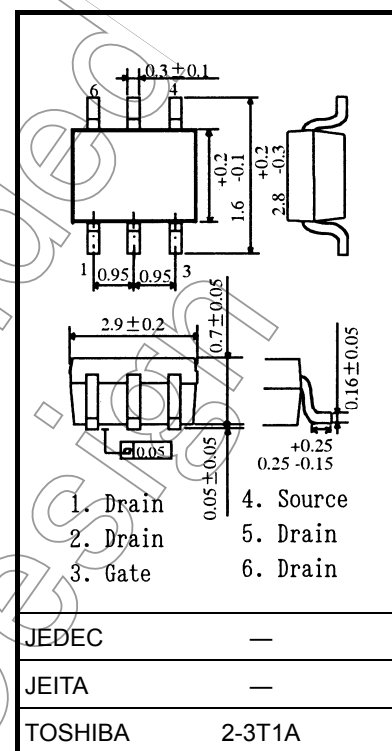 0.3±0.1
6 4
+0.2
1.6 -0.1
+0.2
2.8 -0.3
1 0.95 0.95 3
2.9±0.2
0.7±0.05
0.16±0.05
0.05
0.05±0.05
+0.25
0.25 -0.15
1. Drain
2. Drain
3. Gate
4. Source
5. Drain
6. Drain
JEDEC —
JEITA —
TOSHIBA 2-3T1A